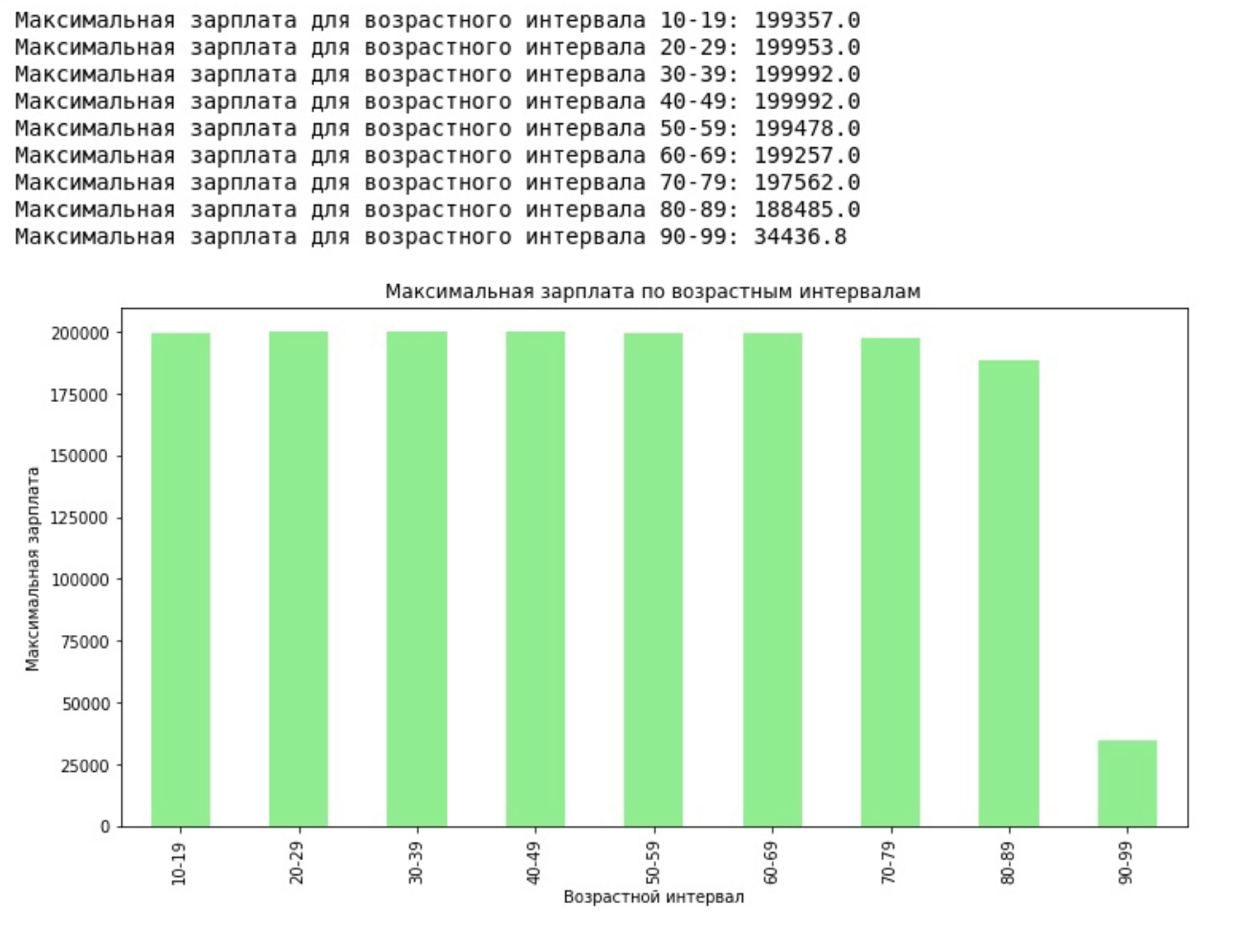 Максимальная зарплата для возрастного интервала 10-19: 199357.0
Максимальная зарплата для возрастного интервала 20-29: 199953.0
Максимальная зарплата для возрастного интервала 30-39: 199992.0
Максимальная зарплата для возрастного интервала 40-49: 199992.0
Максимальная зарплата для возрастного интервала 50-59: 199478.0
Максимальная зарплата для возрастного интервала 60-69: 199257.0
Максимальная зарплата для возрастного интервала 70-79: 197562.0
Максимальная зарплата для возрастного интервала 80-89: 188485.0
Максимальная зарплата для возрастного интервала 90-99: 34436.8
Максимальная зарплата по возрастным интервалам
Максимальная зарплата
200000
175000
150000
125000
100000
75000
50000
25000
0
10-19 20-29 30-39 40-49 50-59 60-69 70-79 80-89 90-99
Возрастной интервал